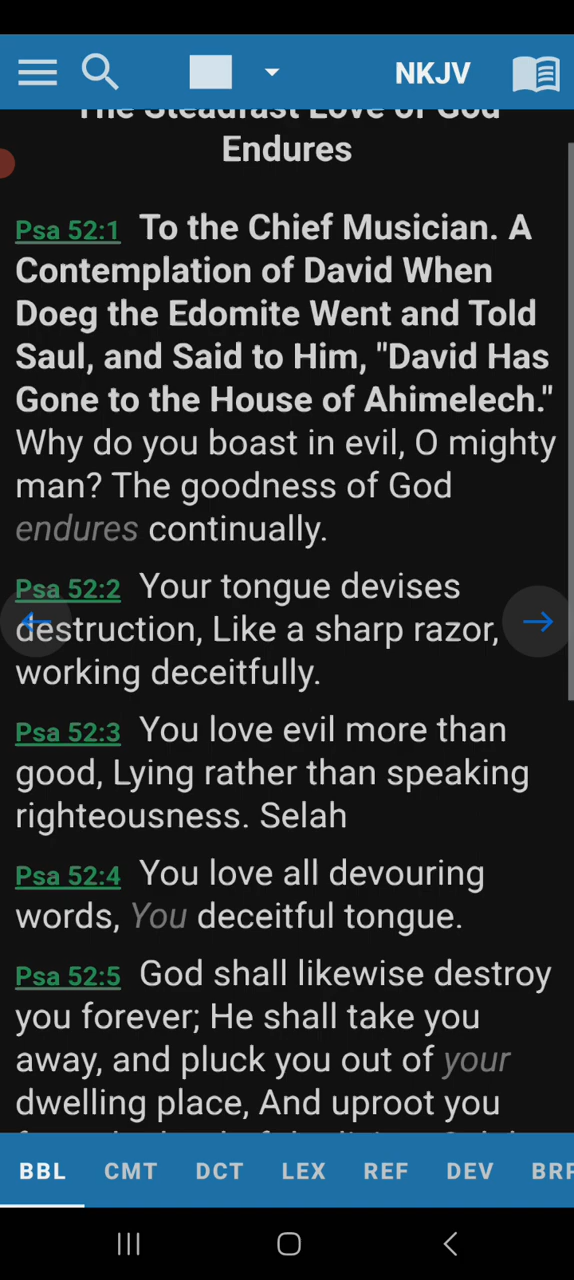 NKJV
The Steadfast Love of God
Endures
Psa 52:1 To the Chief Musician. A
Contemplation of David When
Doeg the Edomite Went and Told
Saul, and Said to Him, "David Has
Gone to the House of Ahimelech."
Why do you boast in evil, O mighty
man? The goodness of God
endures continually.
Psa 52:2 Your tongue devises
destruction, Like a sharp razor,
working deceitfully.
Psa 52:3 You love evil more than
good, Lying rather than speaking
righteousness. Selah
Psa 52:4 You love all devouring
words, You deceitful tongue.
Psa 52:5 God shall likewise destroy
you forever; He shall take you
away, and pluck you out of your
dwelling place, And uproot you
BBL CMT DCT LEX REF DEV BRP